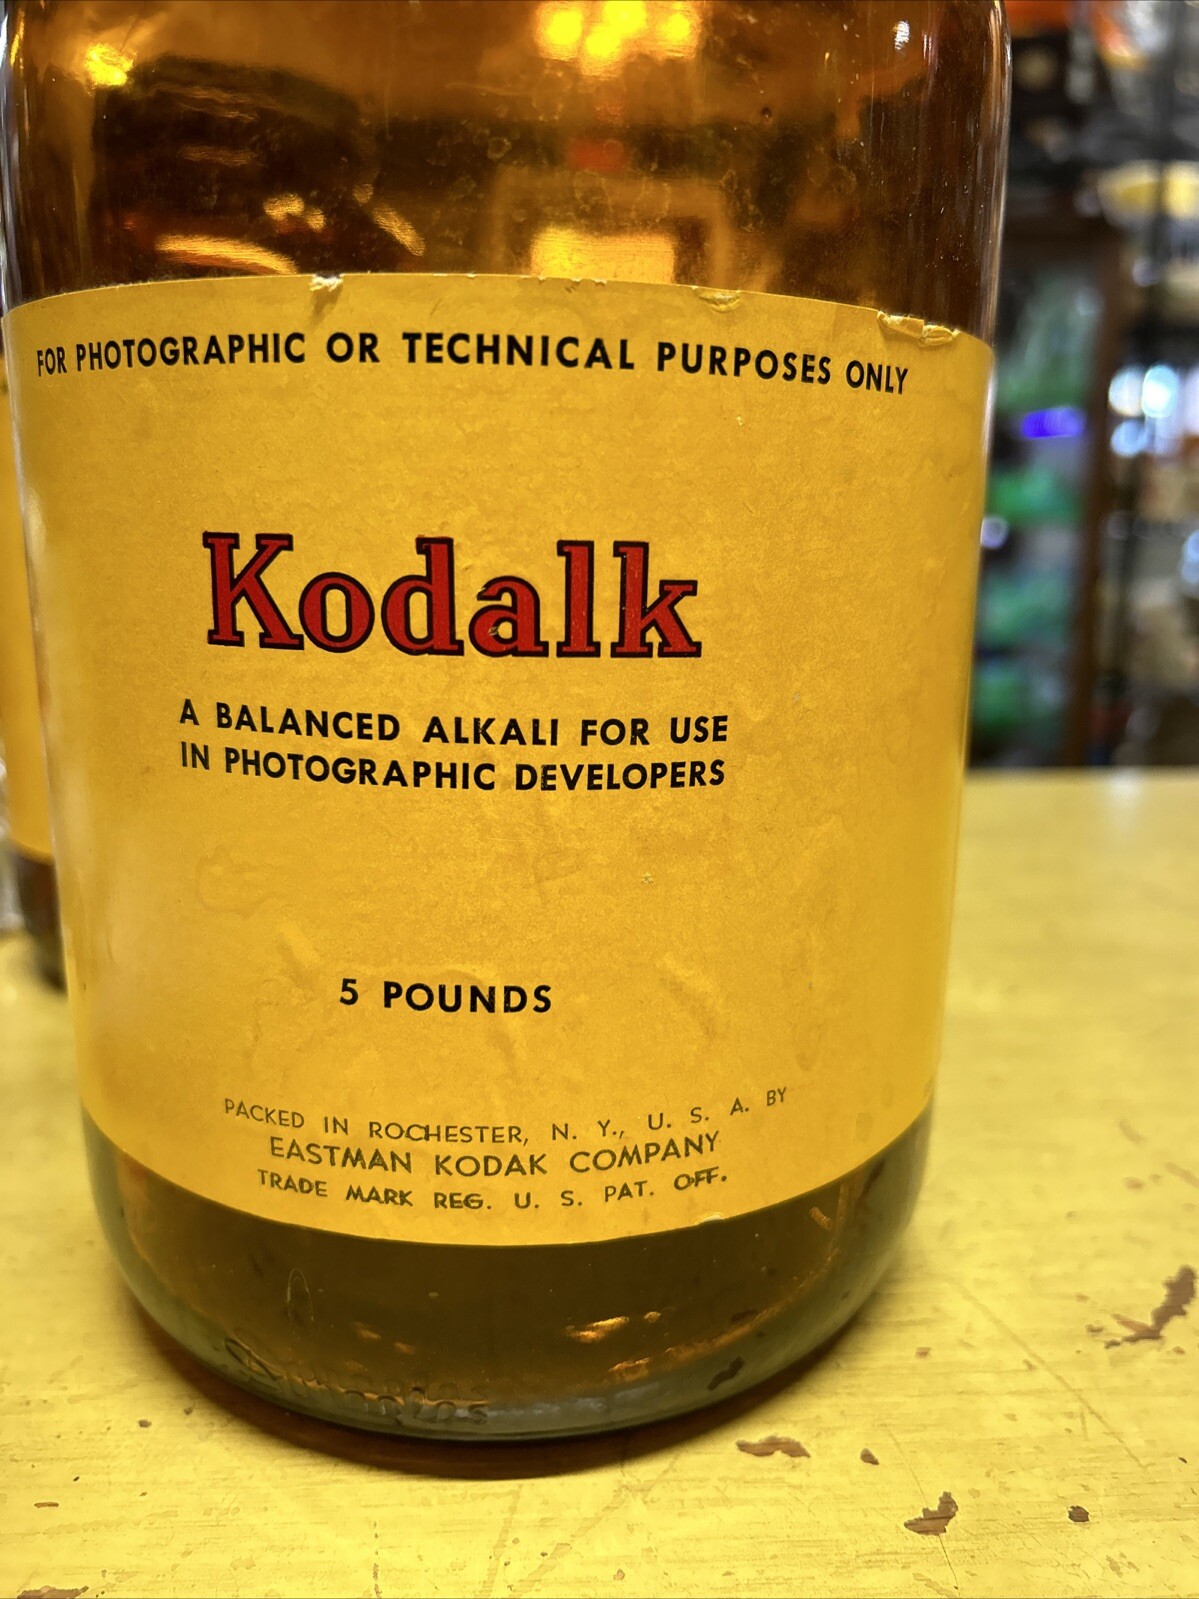 FOR PHOTOGRAPHIC OR TECHNICAL PURPOSES ONLY
Kodalk
A BALANCED ALKALI FOR USE
IN PHOTOGRAPHIC DEVELOPERS
5 POUNDS
PACKED IN ROCHESTER, N. Y., U. S. A. BY
EASTMAN KODAK COMPANY
TRADE MARK REG. U. S. PAT. OFF.